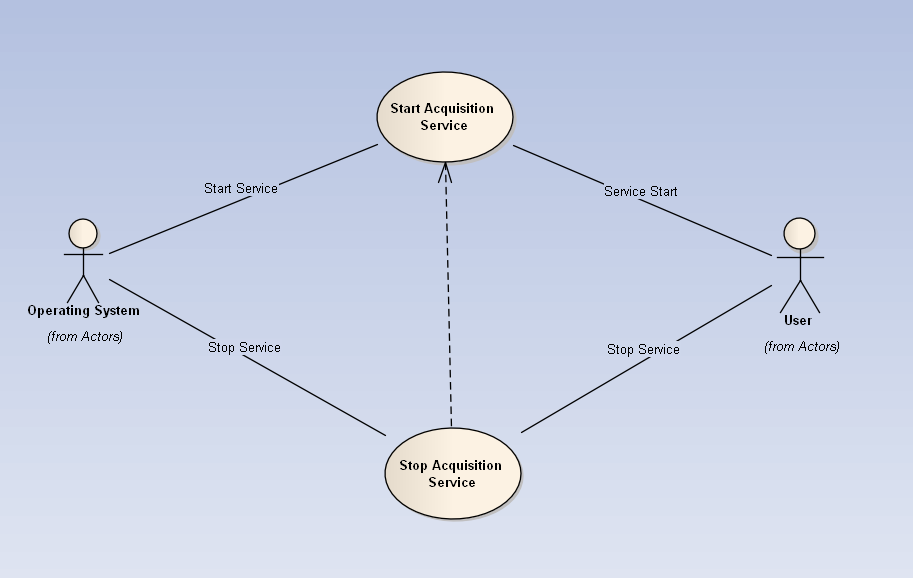 Start Acquisition
Service
Start Service
Service Start
Operating System
(from Actors)
User
(from Actors)
Stop Service
Stop Service
Stop Acquisition
Service